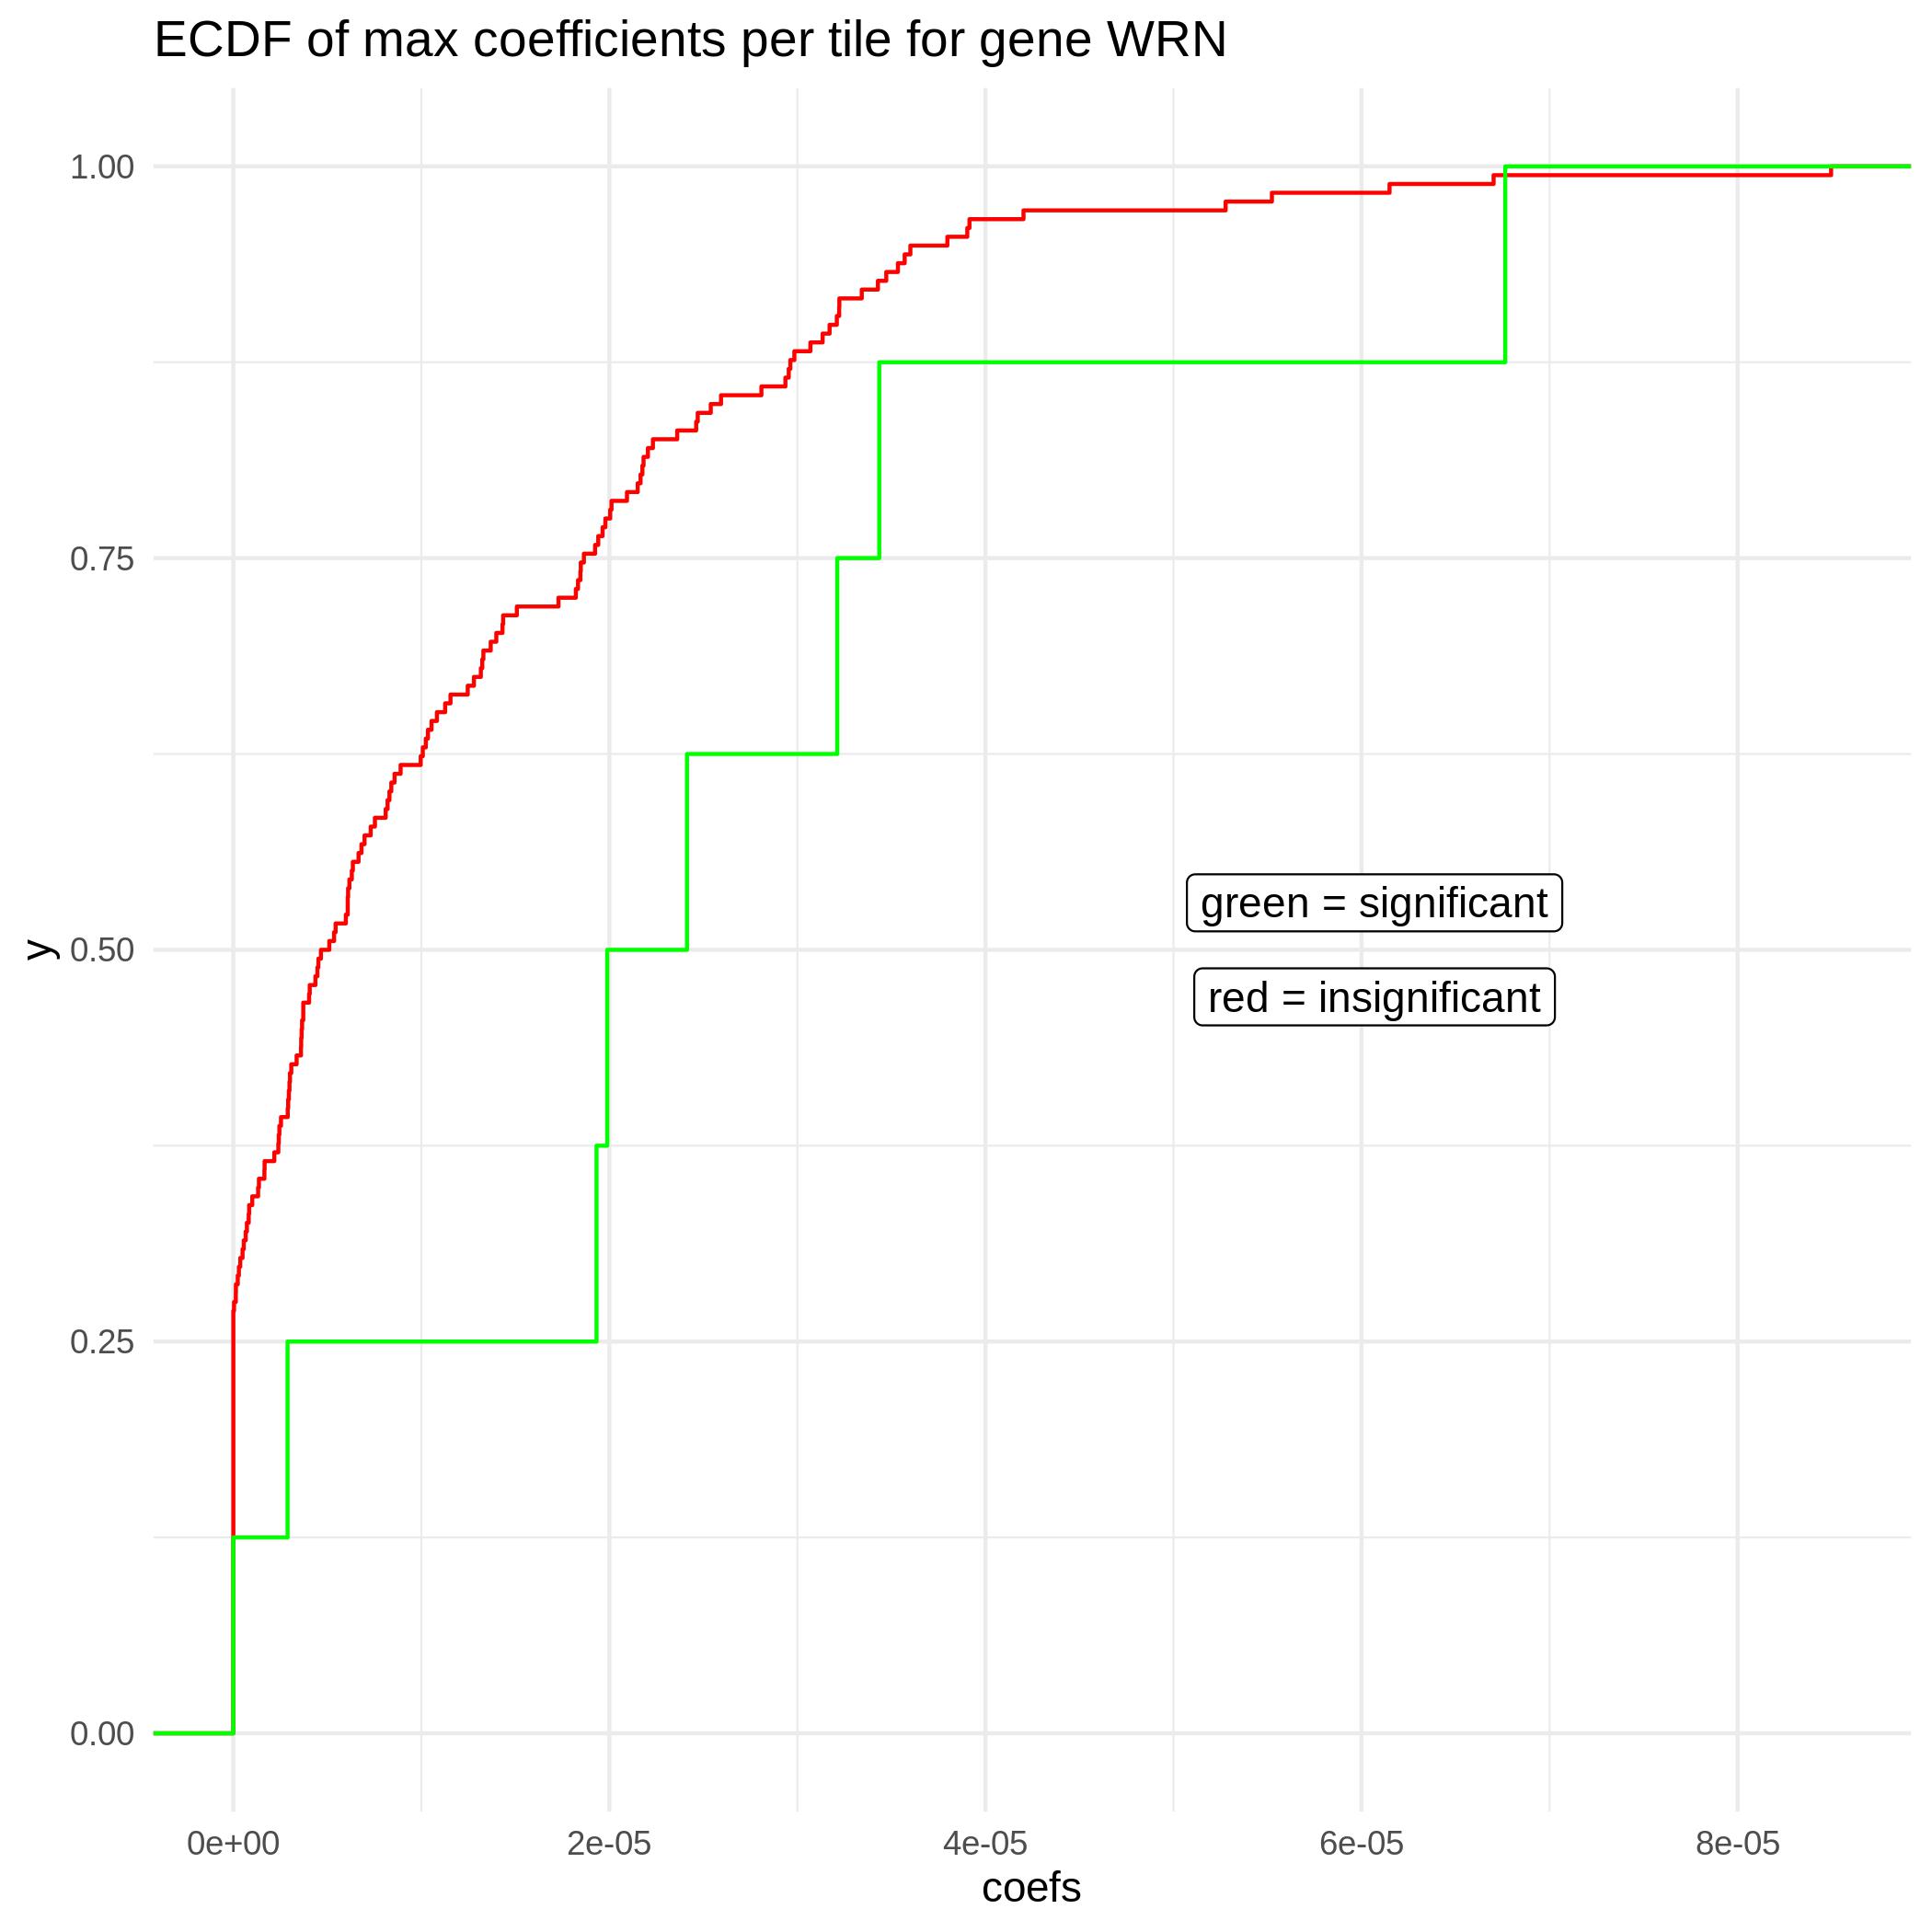 ECDF of max coefficients per tile for gene WRN
1.00
0.75
0.50
0.25
0.00
y
green = significant
red = insignificant
0e+00 2e-05 4e-05 6e-05 8e-05
coefs